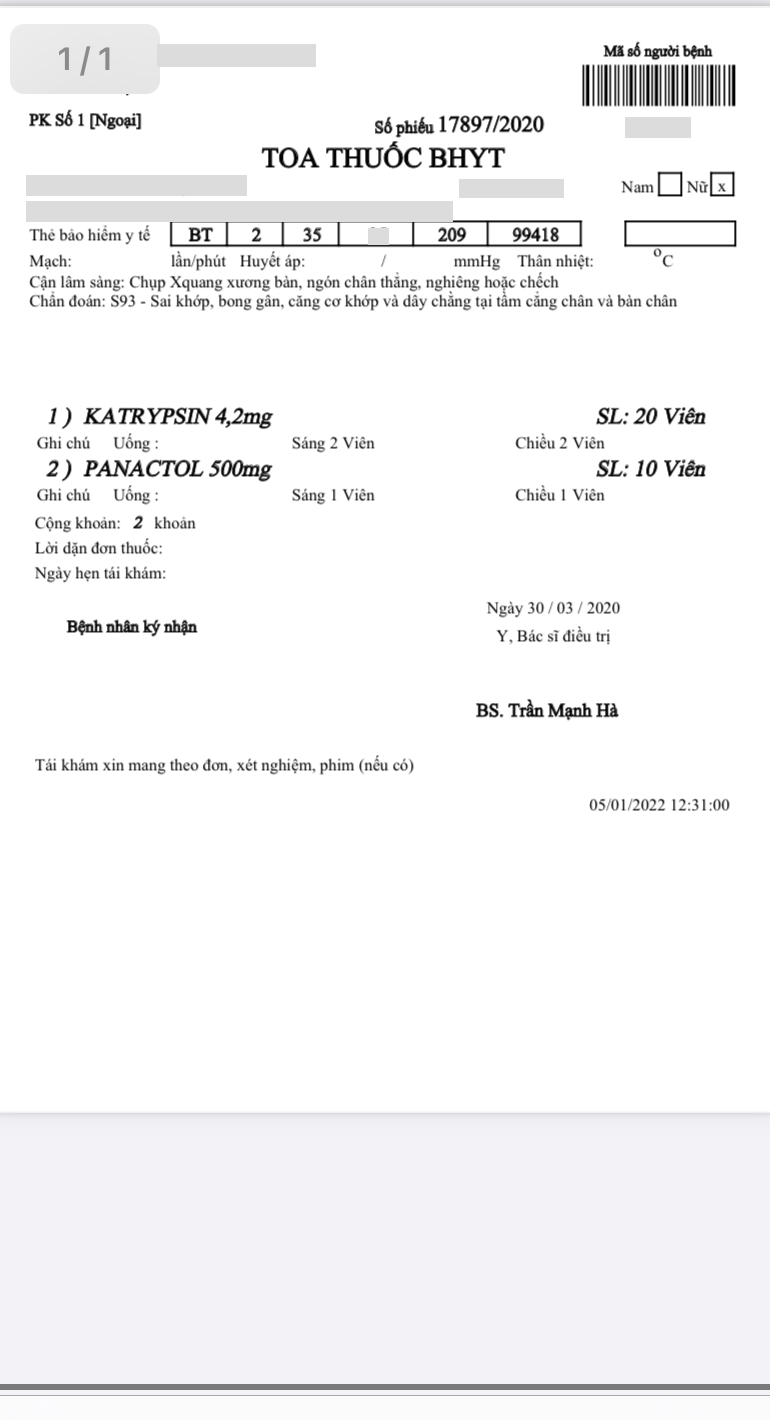 1/1
Mã số người bệnh
PK Số 1 [Ngoại]
Số phiếu 17897/2020
TOA THUỐC BHYT
Nam Nữ x
Thẻ bảo hiểm y tế BT 2 35 209 99418
Mạch: lần/phút Huyết áp: / mmHg Thân nhiệt: °C
Cận lâm sàng: Chụp Xquang xương bàn, ngón chân thẳng, nghiêng hoặc chếch
Chẩn đoán: S93 - Sai khớp, bong gân, căng cơ khớp và dây chằng tại tầm cẳng chân và bàn chân
1 ) KATRYPSIN 4,2mg SL: 20 Viên
Ghi chú Uống : Sáng 2 Viên Chiều 2 Viên
2 ) PANACTOL 500mg SL: 10 Viên
Ghi chú Uống : Sáng 1 Viên Chiều 1 Viên
Cộng khoản: 2 khoản
Lời dặn đơn thuốc:
Ngày hẹn tái khám:
Ngày 30 / 03 / 2020
Bệnh nhân ký nhận
Y, Bác sĩ điều trị
BS. Trần Mạnh Hà
Tái khám xin mang theo đơn, xét nghiệm, phim (nếu có)
05/01/2022 12:31:00